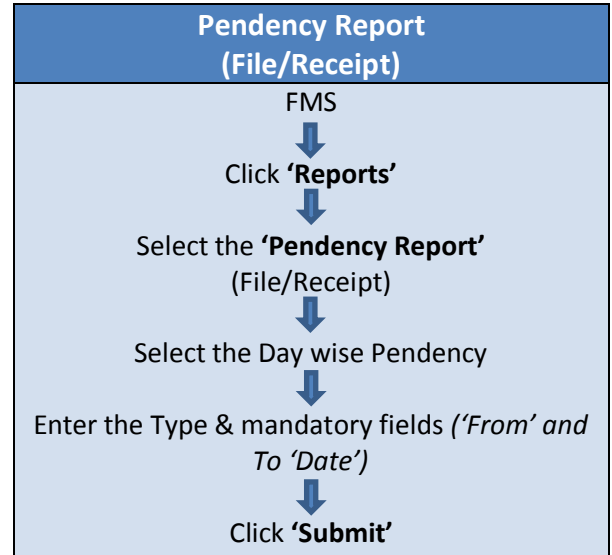 Pendency Report
(File/Receipt)
FMS
Click ‘Reports’
Select the ‘Pendency Report’
(File/Receipt)
Select the Day wise Pendency
Enter the Type & mandatory fields (‘From’ and
To ‘Date’)
Click ‘Submit’